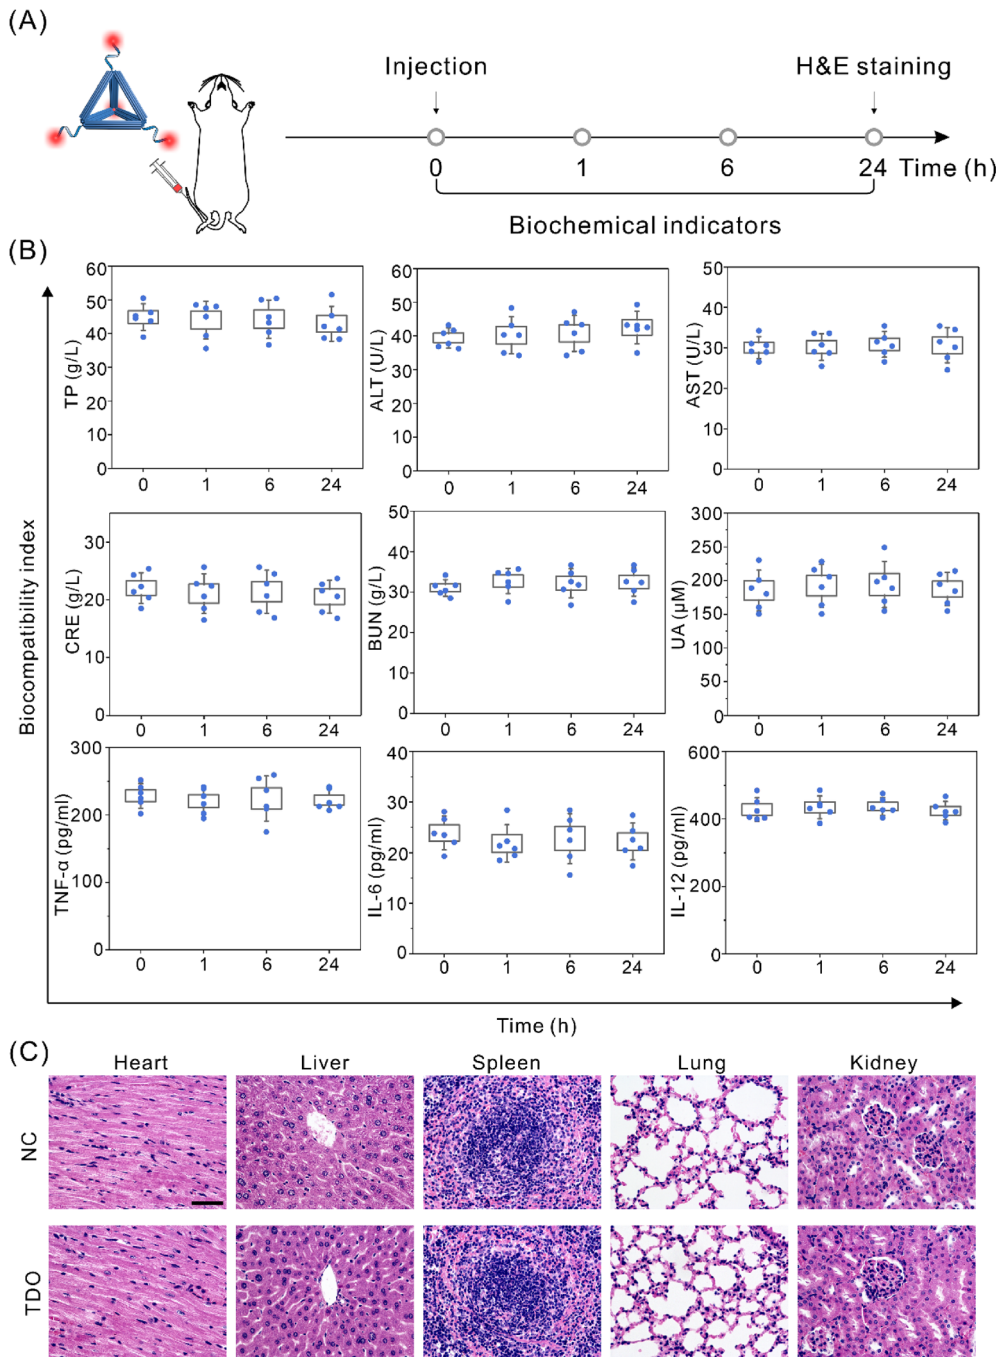 (A)
Injection
H&E staining
0 1 6 24 Time (h)
Biochemical indicators
(B)
Biocompatibility index
TP (g/L)
60
50
40
30
20
10
0
0 1 6 24
ALT (U/L)
60
50
40
30
20
10
0
0 1 6 24
AST (U/L)
50
40
30
20
10
0
0 1 6 24
CRE (g/L)
30
20
10
0
0 1 6 24
BUN (g/L)
50
40
30
20
10
0
0 1 6 24
UA (μM)
300
250
200
150
100
50
0
0 1 6 24
TNF-α (pg/ml)
300
200
100
0
0 1 6 24
IL-6 (pg/ml)
40
30
20
10
0
0 1 6 24
IL-12 (pg/ml)
600
400
200
0
0 1 6 24
Time (h)
(C)
Heart Liver Spleen Lung Kidney
NC
TDO